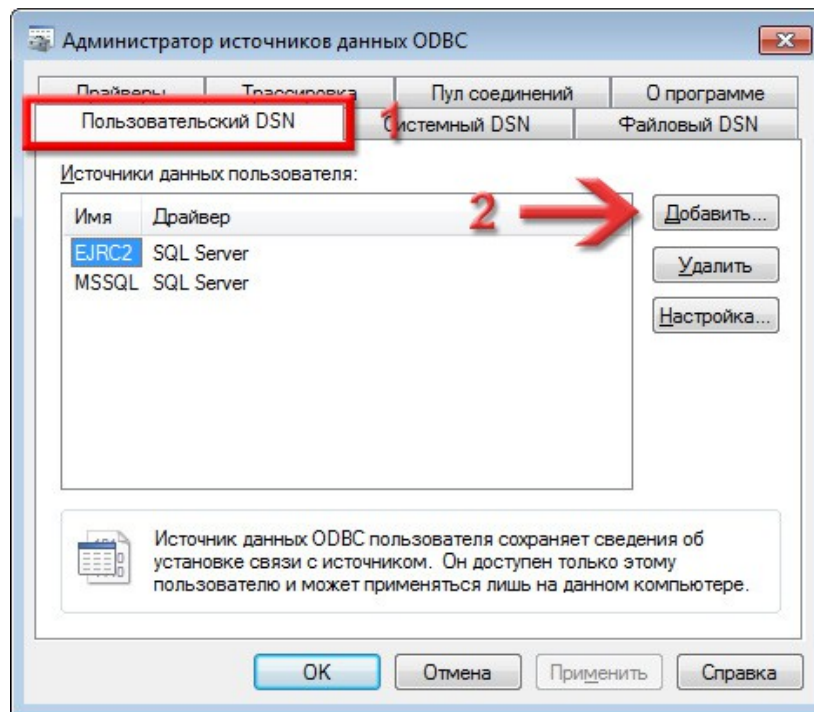 Администратор источников данных ODBC
Драйверы Трассировка Пул соединений О программе
Пользовательский DSN 1 Системный DSN Файловый DSN
Источники данных пользователя:
Имя Драйвер
2
Добавить...
EJRC2 SQL Server
MSSQL SQL Server
Удалить
Настройка...
Источник данных ODBC пользователя сохраняет сведения об
установке связи с источником. Он доступен только этому
пользователю и может применяться лишь на данном компьютере.
OK Отмена Применить Справка